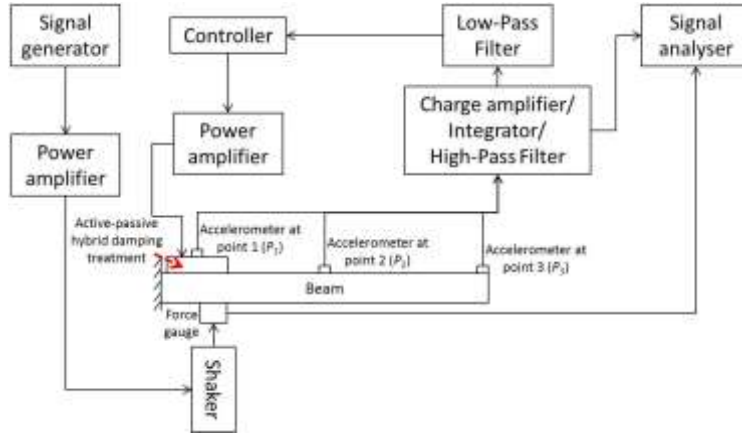 Signal
generator
Controller
Low-Pass
Filter
Signal
analyser
Power
amplifier
Power
amplifier
Charge amplifier/
Integrator/
High-Pass Filter
Active-passive
hybrid damping
treatment
Accelerometer at
point 1 (P₁)
Accelerometer at
point 2 (P₂)
Accelerometer at
point 3 (P₃)
Beam
Force
gauge
Shaker